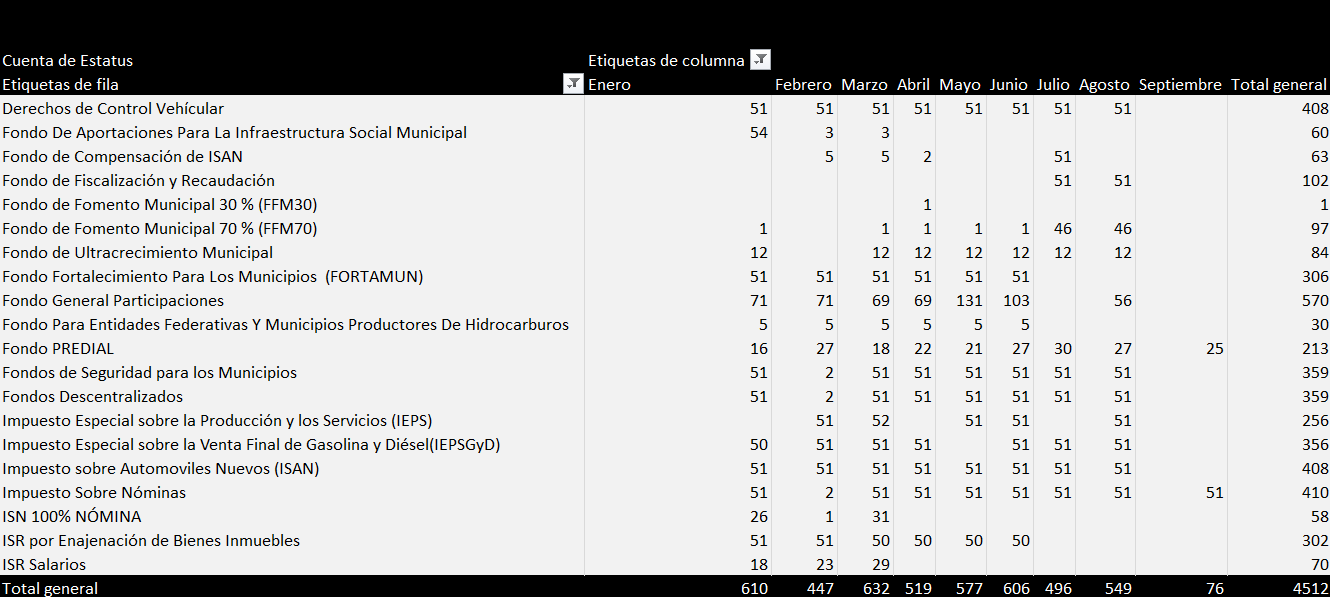 Cuenta de Estatus Etiquetas de columna
Etiquetas de fila Enero Febrero Marzo Abril Mayo Junio Julio Agosto Septiembre Total general
Derechos de Control Vehícular 51 51 51 51 51 51 51 51 408
Fondo De Aportaciones Para La Infraestructura Social Municipal 54 3 3 60
Fondo de Compensación de ISAN 5 5 2 51 63
Fondo de Fiscalización y Recaudación 51 51 102
Fondo de Fomento Municipal 30 % (FFM30) 1 1
Fondo de Fomento Municipal 70 % (FFM70) 1 1 1 1 1 46 46 97
Fondo de Ultracrecimiento Municipal 12 12 12 12 12 12 12 84
Fondo Fortalecimiento Para Los Municipios (FORTAMUN) 51 51 51 51 51 51 306
Fondo General Participaciones 71 71 69 69 131 103 56 570
Fondo Para Entidades Federativas Y Municipios Productores De Hidrocarburos 5 5 5 5 5 5 30
Fondo PREDIAL 16 27 18 22 21 27 30 27 25 213
Fondos de Seguridad para los Municipios 51 2 51 51 51 51 51 51 359
Fondos Descentralizados 51 2 51 51 51 51 51 51 359
Impuesto Especial sobre la Producción y los Servicios (IEPS) 51 52 51 51 51 256
Impuesto Especial sobre la Venta Final de Gasolina y Diésel(IEPSGyD) 50 51 51 51 51 51 51 356
Impuesto sobre Automoviles Nuevos (ISAN) 51 51 51 51 51 51 51 51 408
Impuesto Sobre Nóminas 51 2 51 51 51 51 51 51 51 410
ISN 100% NÓMINA 26 1 31 58
ISR por Enajenación de Bienes Inmuebles 51 51 50 50 50 50 302
ISR Salarios 18 23 29 70
Total general 610 447 632 519 577 606 496 549 76 4512